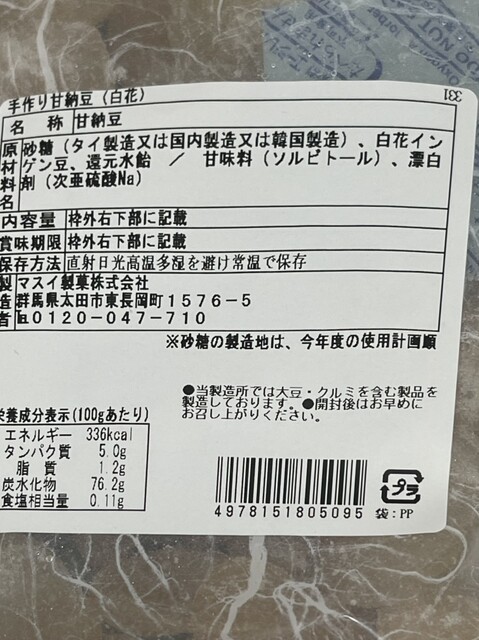 手作り甘納豆（白花）
331
名 称 甘納豆
原材料名 砂糖（タイ製造又は国内製造又は韓国製造）、白花イン
ゲン豆、還元水飴 ／ 甘味料（ソルビトール）、漂白
剤（次亜硫酸Na）
内容量 枠外右下部に記載
賞味期限 枠外右下部に記載
保存方法 直射日光高温多湿を避け常温で保存
製造者 マスイ製菓株式会社
群馬県太田市東長岡町1576-5
℡0120-047-710
※砂糖の製造地は、今年度の使用計画順
●当製造所では大豆・クルミを含む製品を
製造しております。●開封後はお早めに
お召し上がりください。
栄養成分表示(100gあたり)
エネルギー 336kcal
タンパク質 5.0g
脂 質 1.2g
炭水化物 76.2g
食塩相当量 0.11g
4978151805095
プラ
袋：PP